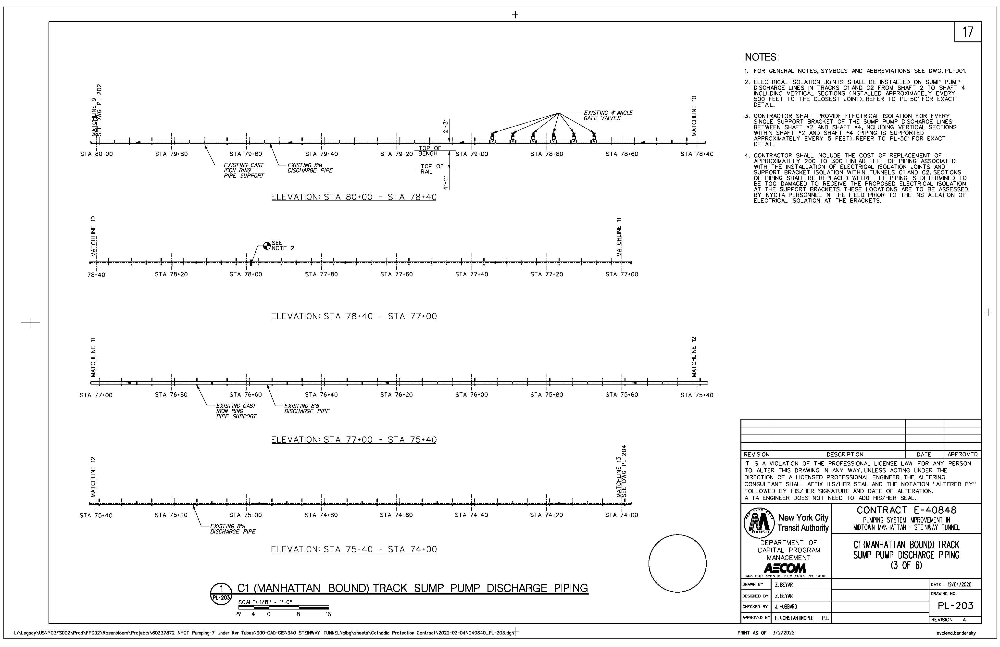 17
NOTES:
1. FOR GENERAL NOTES, SYMBOLS AND ABBREVIATIONS SEE DWG. PL-001.
2. ELECTRICAL ISOLATION JOINTS SHALL BE INSTALLED ON SUMP PUMP
DISCHARGE LINES IN TRACKS C1 AND C2 FROM SHAFT 2 TO SHAFT 4
INCLUDING VERTICAL SECTIONS (INSTALLED APPROXIMATELY EVERY
500 FEET TO THE CLOSEST JOINT). REFER TO PL-501 FOR EXACT
DETAIL.
3. CONTRACTOR SHALL PROVIDE ELECTRICAL ISOLATION FOR EVERY
SINGLE SUPPORT BRACKET OF THE SUMP PUMP DISCHARGE LINES
BETWEEN SHAFT #2 AND SHAFT #4, INCLUDING VERTICAL SECTIONS
WITHIN SHAFT #2 AND SHAFT #4 (PIPING IS SUPPORTED
APPROXIMATELY EVERY 5 FEET). REFER TO PL-501 FOR EXACT
DETAIL.
4. CONTRACTOR SHALL INCLUDE THE COST OF REPLACEMENT OF
APPROXIMATELY 200 TO 300 LINEAR FEET OF PIPING ASSOCIATED
WITH THE INSTALLATION OF ELECTRICAL ISOLATION JOINTS AND
SUPPORT BRACKET ISOLATION WITHIN TUNNELS C1 AND C2. SECTIONS
OF PIPING SHALL BE REPLACED WHERE THE PIPING IS DETERMINED TO
BE TOO DAMAGED TO RECEIVE THE PROPOSED ELECTRICAL ISOLATION
AT THE SUPPORT BRACKETS. THESE LOCATIONS ARE TO BE ASSESSED
BY NYCTA PERSONNEL IN THE FIELD PRIOR TO THE INSTALLATION OF
ELECTRICAL ISOLATION AT THE BRACKETS.
MATCHLINE 9
SEE DWG PL-202
MATCHLINE 10
EXISTING 4" ANGLE
GATE VALVES
2'-3"
STA 80+00 STA 79+80 STA 79+60 STA 79+40 STA 79+20 STA 79+00 STA 78+80 STA 78+60 STA 78+40
TOP OF
BENCH
TOP OF
RAIL
4'-11"
EXISTING CAST
IRON RING
PIPE SUPPORT
EXISTING 8"ø
DISCHARGE PIPE
ELEVATION: STA 80+00 - STA 78+40
MATCHLINE 10
MATCHLINE 11
SEE
NOTE 2
78+40 STA 78+20 STA 78+00 STA 77+80 STA 77+60 STA 77+40 STA 77+20 STA 77+00
ELEVATION: STA 78+40 - STA 77+00
MATCHLINE 11
MATCHLINE 12
STA 77+00 STA 76+80 STA 76+60 STA 76+40 STA 76+20 STA 76+00 STA 75+80 STA 75+60 STA 75+40
EXISTING CAST
IRON RING
PIPE SUPPORT
EXISTING 8"ø
DISCHARGE PIPE
ELEVATION: STA 77+00 - STA 75+40
MATCHLINE 12
MATCHLINE 13
SEE DWG PL-204
STA 75+40 STA 75+20 STA 75+00 STA 74+80 STA 74+60 STA 74+40 STA 74+20 STA 74+00
EXISTING 8"ø
DISCHARGE PIPE
ELEVATION: STA 75+40 - STA 74+00
1
PL-203
C1 (MANHATTAN BOUND) TRACK SUMP PUMP DISCHARGE PIPING
SCALE: 1/8" = 1'-0"
8' 4' 0 8' 16'
REVISION DESCRIPTION DATE APPROVED
IT IS A VIOLATION OF THE PROFESSIONAL LICENSE LAW FOR ANY PERSON
TO ALTER THIS DRAWING IN ANY WAY, UNLESS ACTING UNDER THE
DIRECTION OF A LICENSED PROFESSIONAL ENGINEER. THE ALTERING
CONSULTANT SHALL AFFIX HIS/HER SEAL AND THE NOTATION "ALTERED BY"
FOLLOWED BY HIS/HER SIGNATURE AND DATE OF ALTERATION.
A TA ENGINEER DOES NOT NEED TO ADD HIS/HER SEAL.
NEW YORK CITY
M
TRANSIT
New York City
Transit Authority
DEPARTMENT OF
CAPITAL PROGRAM
MANAGEMENT
AECOM
605 3RD AVENUE, NEW YORK, NY 10158
CONTRACT E-40848
PUMPING SYSTEM IMPROVEMENT IN
MIDTOWN MANHATTAN - STEINWAY TUNNEL
C1 (MANHATTAN BOUND) TRACK
SUMP PUMP DISCHARGE PIPING
(3 OF 6)
DRAWN BY Z. BEYAR
DESIGNED BY Z. BEYAR
CHECKED BY J. HUBBARD
APPROVED BY F. CONSTANTINOPLE P.E.
DATE : 12/04/2020
DRAWING NO.
PL-203
REVISION A
L:\Legacy\USNYC3FS002\Prod\FP002\Rosenbloom\Projects\60337872 NYCT Pumping-7 Under Rvr Tubes\900-CAD-GIS\940 STEINWAY TUNNEL\plbg\sheets\Cathodic Protection Contract\2022-03-04\C40840_PL-203.dgn
PRINT AS OF 3/2/2022
evolena.bendersky